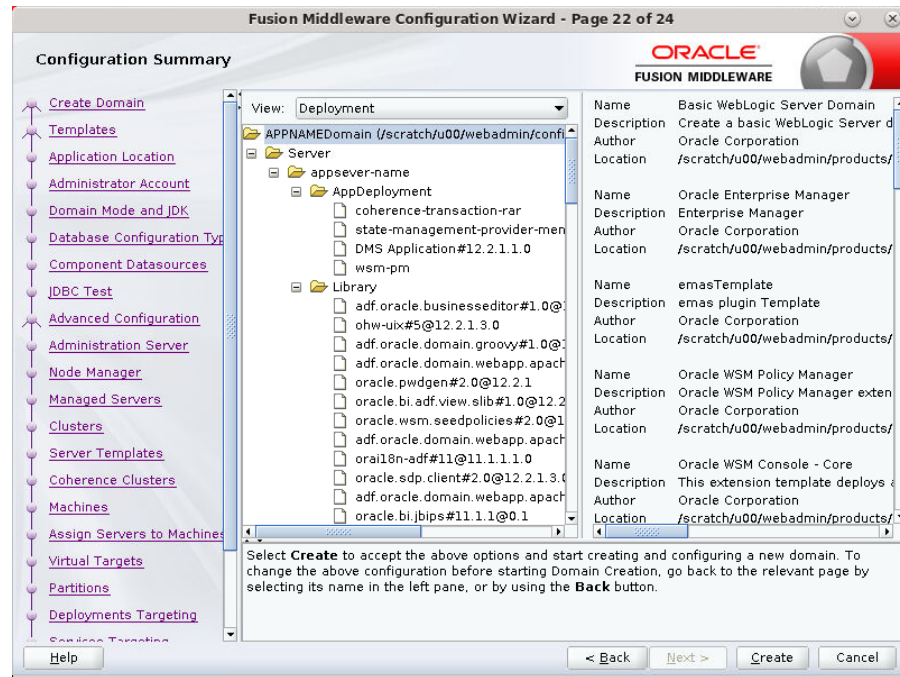 Fusion Middleware Configuration Wizard - Page 22 of 24
Configuration Summary
ORACLE
FUSION MIDDLEWARE
Create Domain
Templates
Application Location
Administrator Account
Domain Mode and JDK
Database Configuration Typ
Component Datasources
JDBC Test
Advanced Configuration
Administration Server
Node Manager
Managed Servers
Clusters
Server Templates
Coherence Clusters
Machines
Assign Servers to Machines
Virtual Targets
Partitions
Deployments Targeting
Services Targeting
View: Deployment
APPNAMEDomain (/scratch/u00/webadmin/confi
Server
appsever-name
AppDeployment
coherence-transaction-rar
state-management-provider-men
DMS Application#12.2.1.1.0
wsm-pm
Library
adf.oracle.businesseditor#1.0@1
ohw-uix#5@12.2.1.3.0
adf.oracle.domain.groovy#1.0@1
adf.oracle.domain.webapp.apach
oracle.pwdgen#2.0@12.2.1
oracle.bi.adf.view.slib#1.0@12.2
oracle.wsm.seedpolicies#2.0@1
adf.oracle.domain.webapp.apach
orai18n-adf#11@11.1.1.1.0
oracle.sdp.client#2.0@12.2.1.3.0
adf.oracle.domain.webapp.apach
oracle.bi.jbips#11.1.1@0.1
Name Basic WebLogic Server Domain
Description Create a basic WebLogic Server d
Author Oracle Corporation
Location /scratch/u00/webadmin/products/
Name Oracle Enterprise Manager
Description Enterprise Manager
Author Oracle Corporation
Location /scratch/u00/webadmin/products/
Name emasTemplate
Description emas plugin Template
Author Oracle Corporation
Location /scratch/u00/webadmin/products/
Name Oracle WSM Policy Manager
Description Oracle WSM Policy Manager exten
Author Oracle Corporation
Location /scratch/u00/webadmin/products/
Name Oracle WSM Console - Core
Description This extension template deploys
Author Oracle Corporation
Location /scratch/u00/webadmin/products/
Select Create to accept the above options and start creating and configuring a new domain. To
change the above configuration before starting Domain Creation, go back to the relevant page by
selecting its name in the left pane, or by using the Back button.
Help
< Back
Next >
Create
Cancel